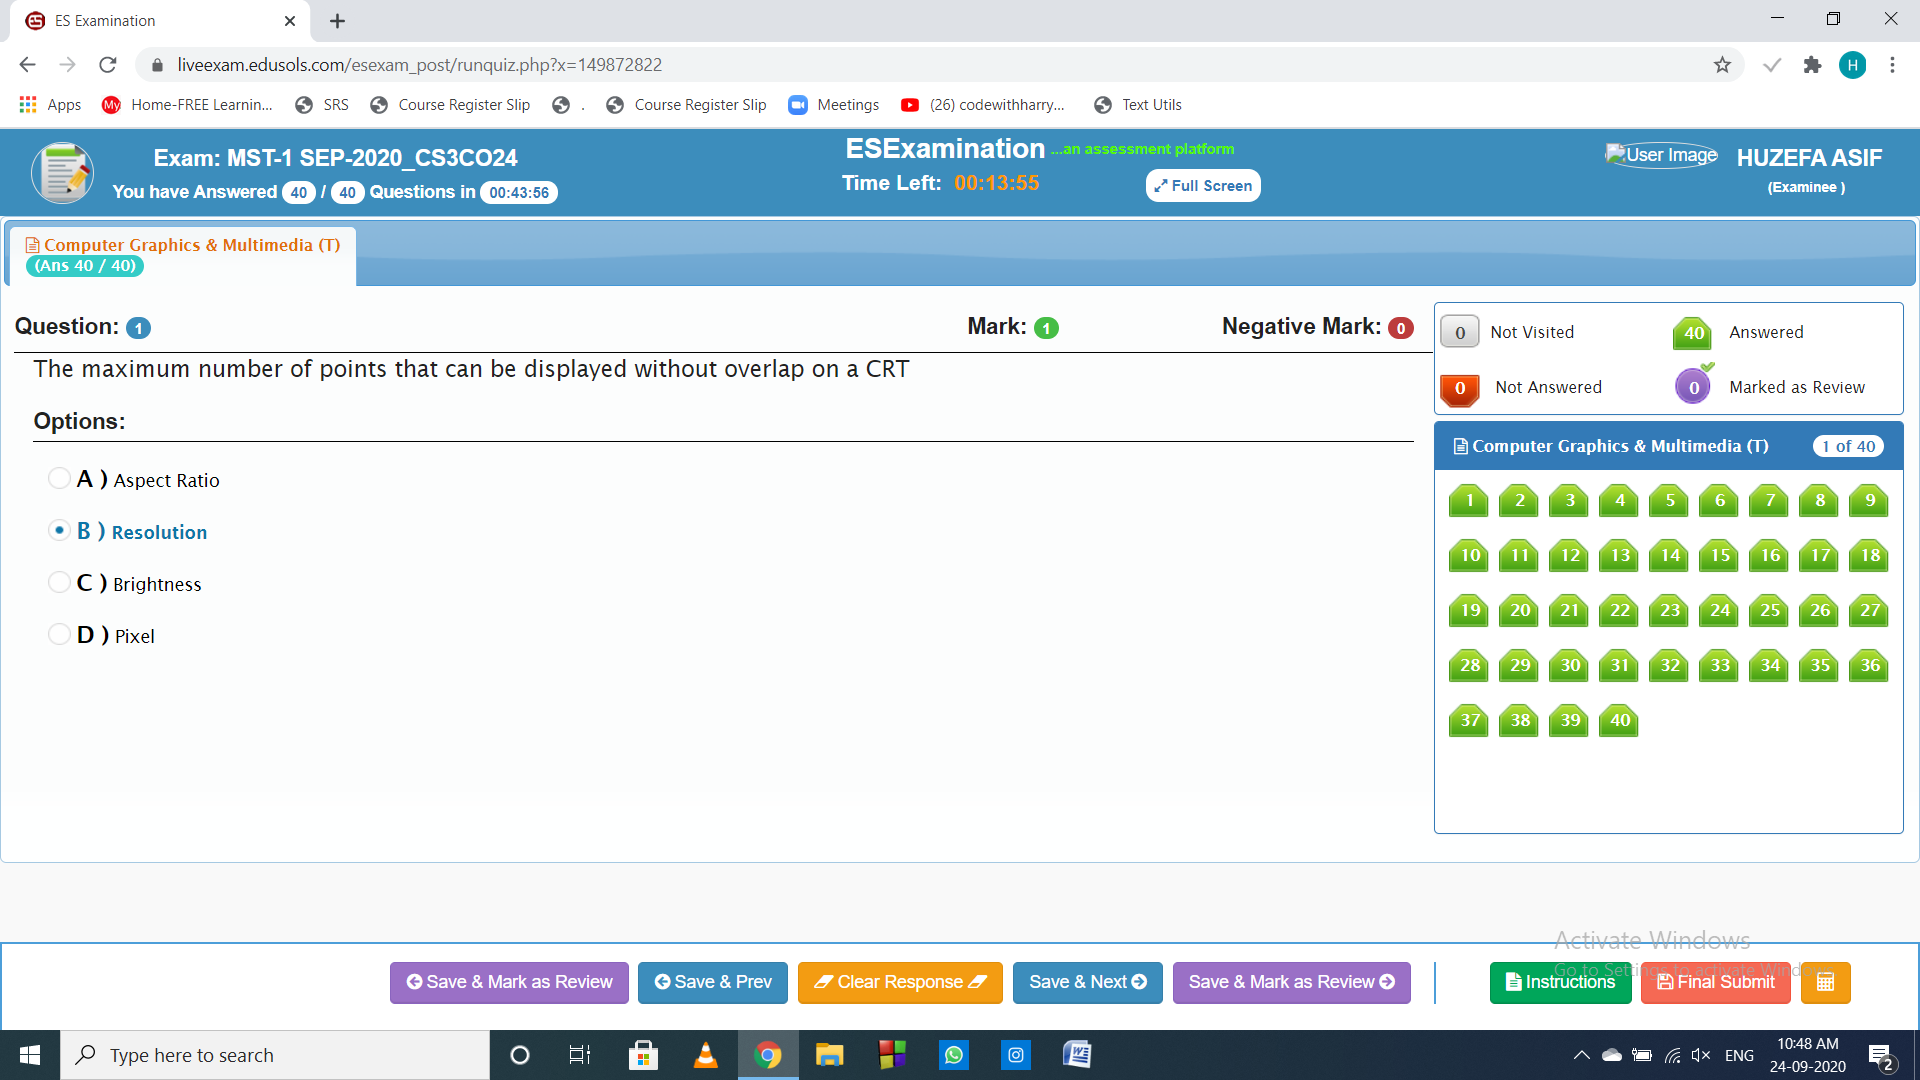 ES Examination
liveexam.edusols.com/esexam_post/runquiz.php?x=149872822
H
Apps
My
Home-FREE Learnin...
SRS
Course Register Slip
.
Course Register Slip
Meetings
(26) codewithharry...
Text Utils
Exam: MST-1 SEP-2020_CS3CO24
You have Answered 40 / 40 Questions in 00:43:56
ESExamination ...an assessment platform
Time Left: 00:13:55
Full Screen
User Image
HUZEFA ASIF
(Examinee )
Computer Graphics & Multimedia (T)
(Ans 40 / 40)
Question: 1
Mark: 1
Negative Mark: 0
The maximum number of points that can be displayed without overlap on a CRT
Options:
A ) Aspect Ratio
B ) Resolution
C ) Brightness
D ) Pixel
0 Not Visited
40 Answered
0 Not Answered
0 Marked as Review
Computer Graphics & Multimedia (T) 1 of 40
1 2 3 4 5 6 7 8 9
10 11 12 13 14 15 16 17 18
19 20 21 22 23 24 25 26 27
28 29 30 31 32 33 34 35 36
37 38 39 40
Activate Windows
Go to Settings to activate Wind
Save & Mark as Review
Save & Prev
Clear Response
Save & Next
Save & Mark as Review
Instructions
Final Submit
Type here to search
ENG
10:48 AM
24-09-2020
2